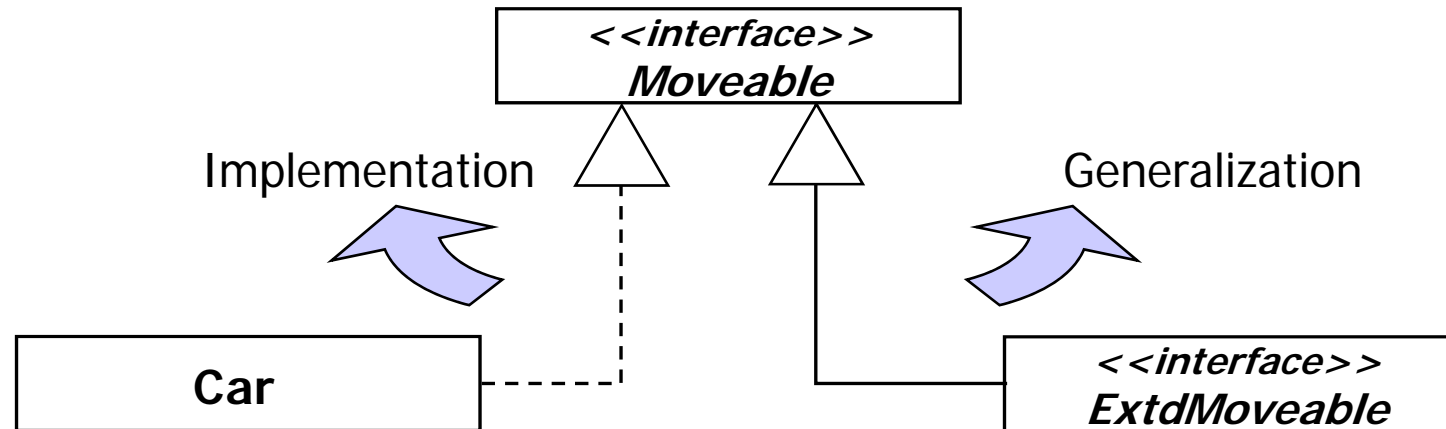 <<interface>>
Moveable
Implementation
Generalization
Car
<<interface>>
ExtdMoveable